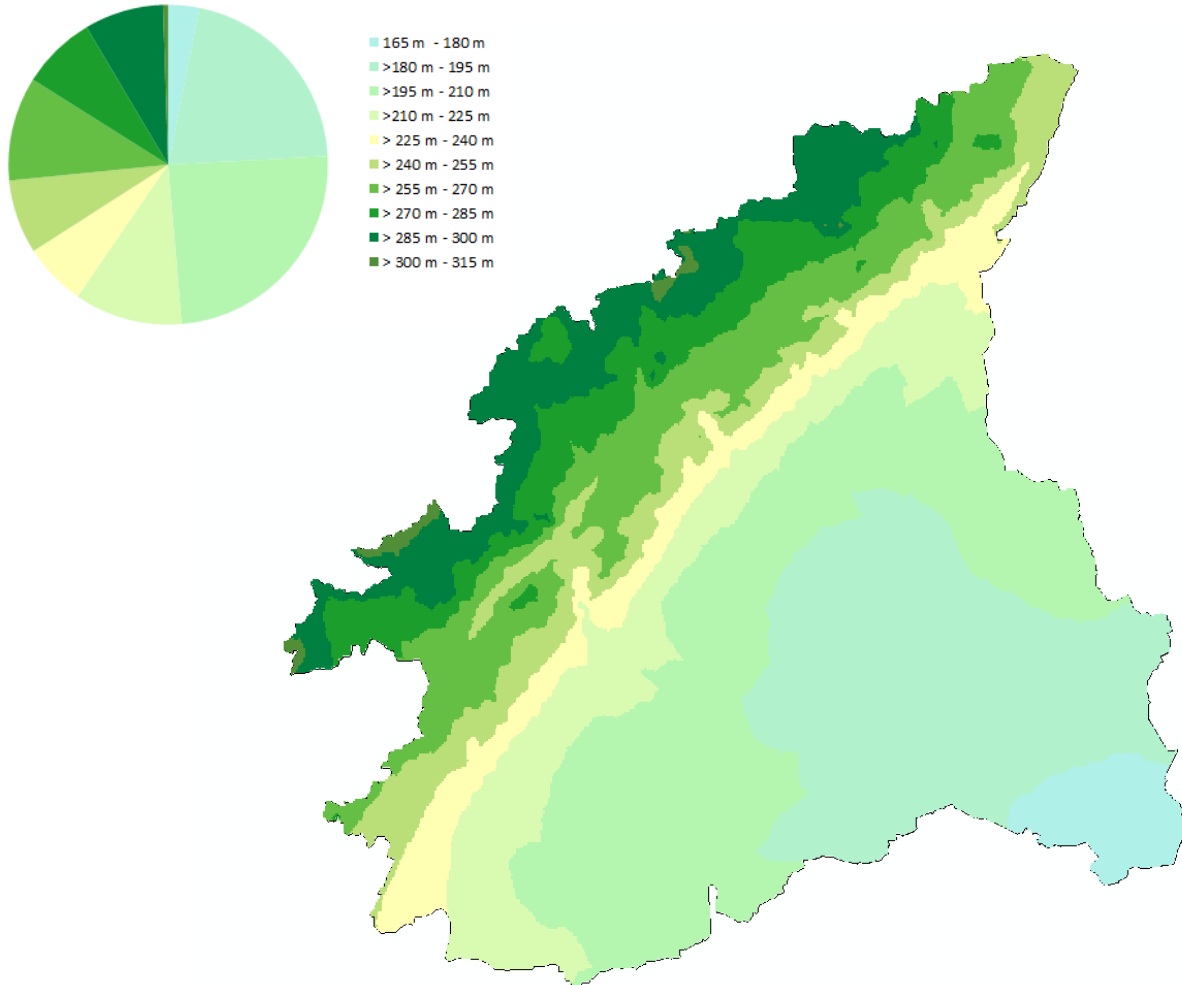 165 m - 180 m
>180 m - 195 m
>195 m - 210 m
>210 m - 225 m
> 225 m - 240 m
> 240 m - 255 m
> 255 m - 270 m
> 270 m - 285 m
> 285 m - 300 m
> 300 m - 315 m